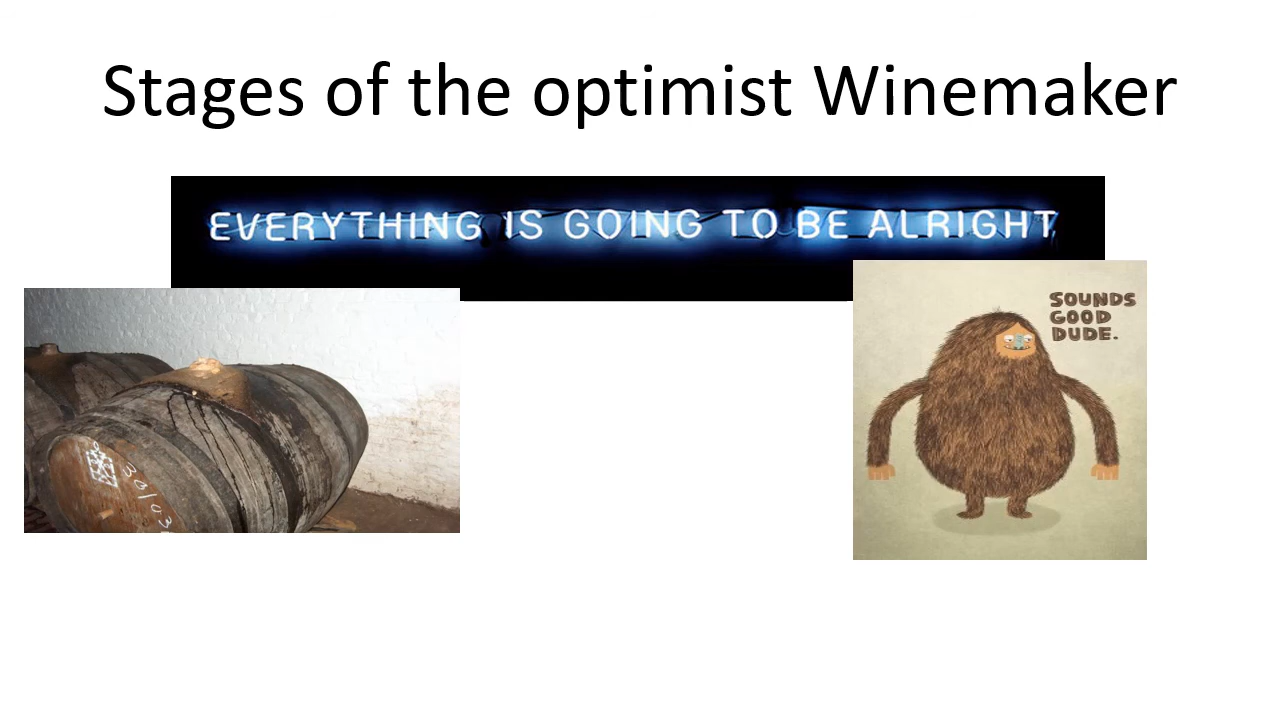 Stages of the optimist Winemaker
EVERYTHING IS GOING TO BE ALRIGHT
SOUNDS
GOOD
DUDE.